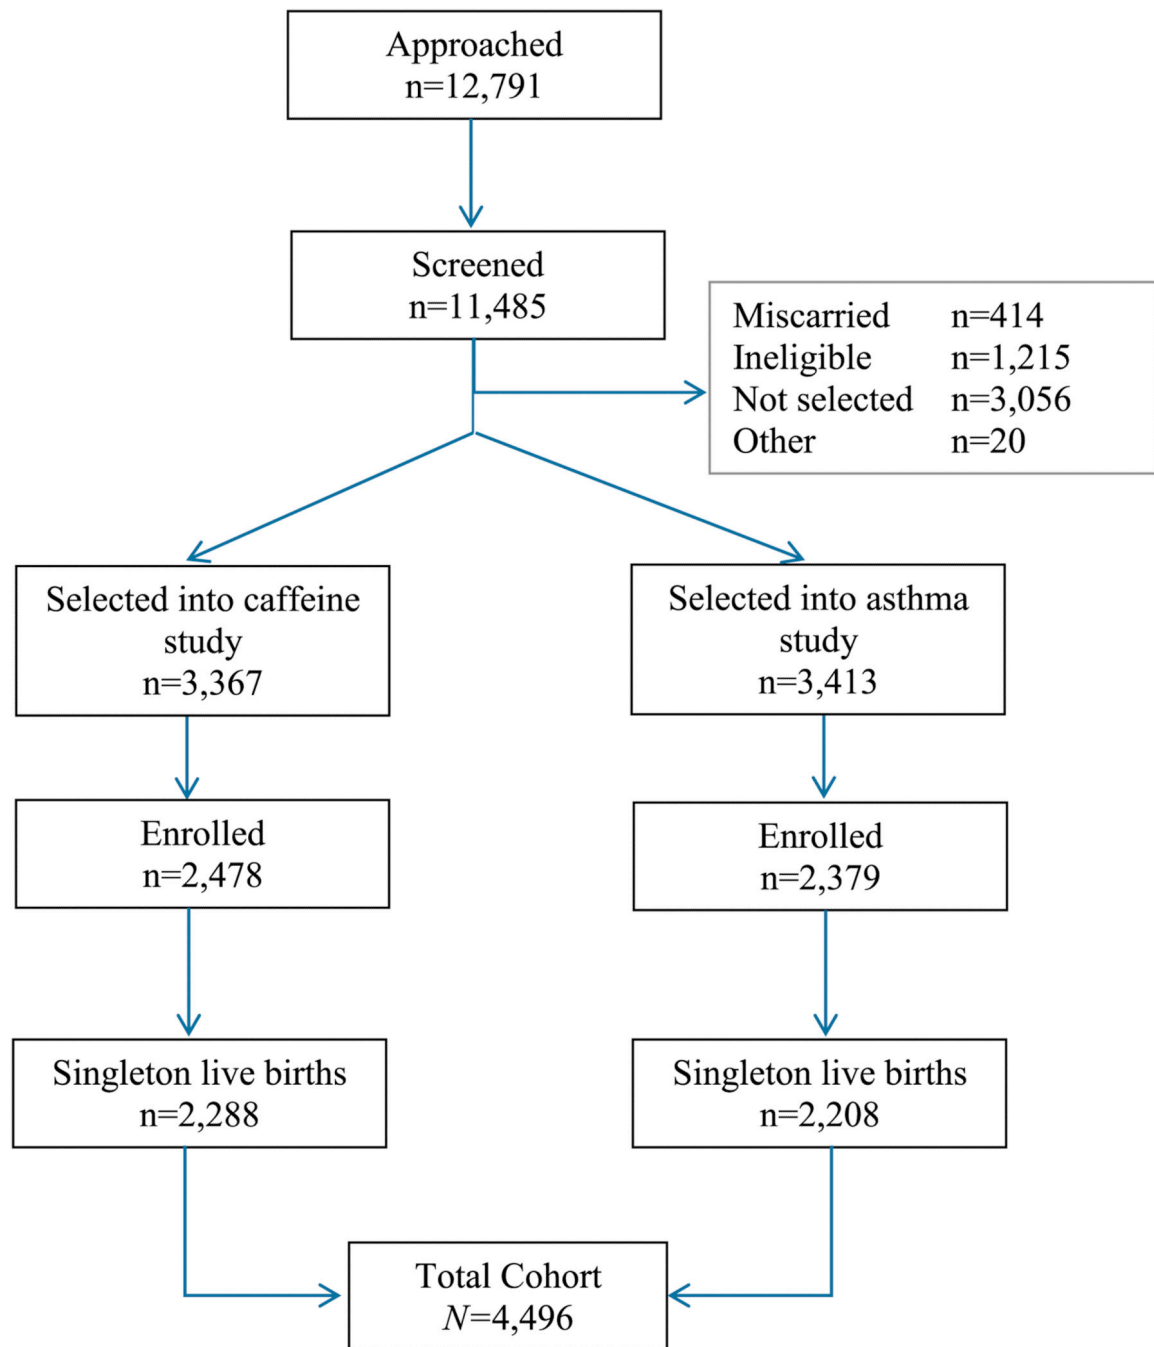 Approached
n=12,791
Screened
n=11,485
Miscarried n=414
Ineligible n=1,215
Not selected n=3,056
Other n=20
Selected into caffeine
study
n=3,367
Selected into asthma
study
n=3,413
Enrolled
n=2,478
Enrolled
n=2,379
Singleton live births
n=2,288
Singleton live births
n=2,208
Total Cohort
N=4,496